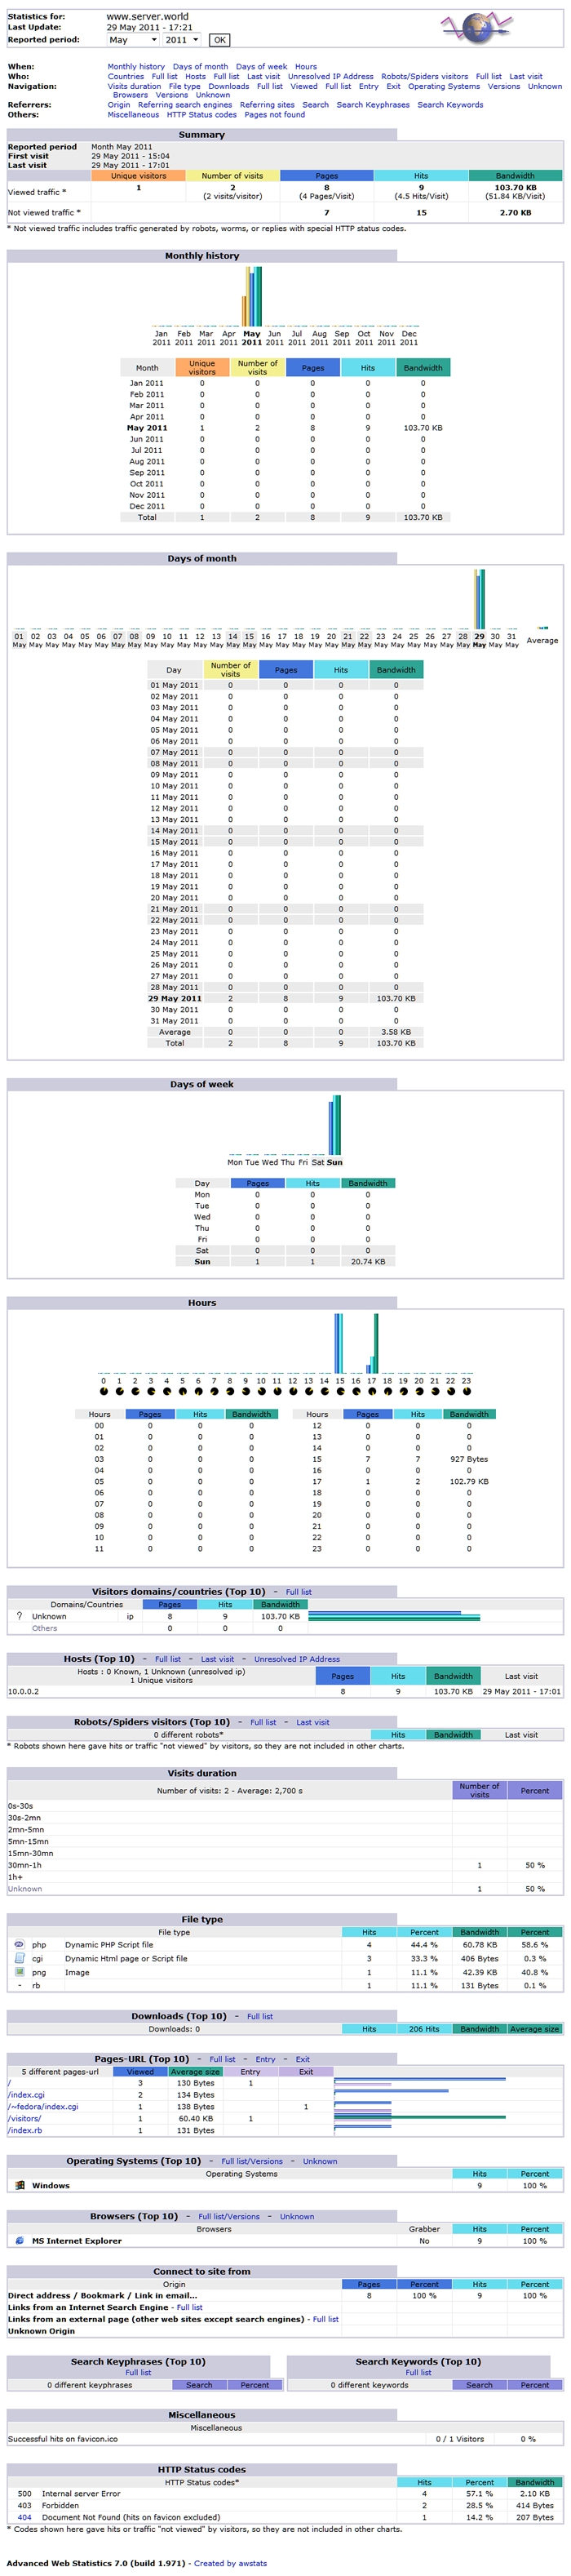 Statistics for: www.server.world
Last Update: 29 May 2011 - 17:21
Reported period: May 2011 OK
When: Monthly history Days of month Days of week Hours
Who: Countries Full list Hosts Full list Last visit Unresolved IP Address Robots/Spiders visitors Full list Last visit
Navigation: Visits duration File type Downloads Full list Viewed Full list Entry Exit Operating Systems Versions Unknown
Browsers Versions Unknown
Referrers: Origin Referring search engines Referring sites Search Search Keyphrases Search Keywords
Others: Miscellaneous HTTP Status codes Pages not found
Summary
Reported period Month May 2011
First visit 29 May 2011 - 15:04
Last visit 29 May 2011 - 17:01
Unique visitors Number of visits Pages Hits Bandwidth
Viewed traffic * 1 2 8 9 103.70 KB
(2 visits/visitor) (4 Pages/Visit) (4.5 Hits/Visit) (51.84 KB/Visit)
Not viewed traffic * 7 15 2.70 KB
* Not viewed traffic includes traffic generated by robots, worms, or replies with special HTTP status codes.
Monthly history
Jan Feb Mar Apr May Jun Jul Aug Sep Oct Nov Dec
2011 2011 2011 2011 2011 2011 2011 2011 2011 2011 2011 2011
Month Unique visitors Number of visits Pages Hits Bandwidth
Jan 2011 0 0 0 0 0
Feb 2011 0 0 0 0 0
Mar 2011 0 0 0 0 0
Apr 2011 0 0 0 0 0
May 2011 1 2 8 9 103.70 KB
Jun 2011 0 0 0 0 0
Jul 2011 0 0 0 0 0
Aug 2011 0 0 0 0 0
Sep 2011 0 0 0 0 0
Oct 2011 0 0 0 0 0
Nov 2011 0 0 0 0 0
Dec 2011 0 0 0 0 0
Total 1 2 8 9 103.70 KB
Days of month
01 02 03 04 05 06 07 08 09 10 11 12 13 14 15 16 17 18 19 20 21 22 23 24 25 26 27 28 29 30 31 Average
May May May May May May May May May May May May May May May May May May May May May May May May May May May May May May May
Day Number of visits Pages Hits Bandwidth
01 May 2011 0 0 0 0
02 May 2011 0 0 0 0
03 May 2011 0 0 0 0
04 May 2011 0 0 0 0
05 May 2011 0 0 0 0
06 May 2011 0 0 0 0
07 May 2011 0 0 0 0
08 May 2011 0 0 0 0
09 May 2011 0 0 0 0
10 May 2011 0 0 0 0
11 May 2011 0 0 0 0
12 May 2011 0 0 0 0
13 May 2011 0 0 0 0
14 May 2011 0 0 0 0
15 May 2011 0 0 0 0
16 May 2011 0 0 0 0
17 May 2011 0 0 0 0
18 May 2011 0 0 0 0
19 May 2011 0 0 0 0
20 May 2011 0 0 0 0
21 May 2011 0 0 0 0
22 May 2011 0 0 0 0
23 May 2011 0 0 0 0
24 May 2011 0 0 0 0
25 May 2011 0 0 0 0
26 May 2011 0 0 0 0
27 May 2011 0 0 0 0
28 May 2011 0 0 0 0
29 May 2011 2 8 9 103.70 KB
30 May 2011 0 0 0 0
31 May 2011 0 0 0 0
Average 0 0 0 3.58 KB
Total 2 8 9 103.70 KB
Days of week
Mon Tue Wed Thu Fri Sat Sun
Day Pages Hits Bandwidth
Mon 0 0 0
Tue 0 0 0
Wed 0 0 0
Thu 0 0 0
Fri 0 0 0
Sat 0 0 0
Sun 1 1 20.74 KB
Hours
0 1 2 3 4 5 6 7 8 9 10 11 12 13 14 15 16 17 18 19 20 21 22 23
Hours Pages Hits Bandwidth Hours Pages Hits Bandwidth
00 0 0 0 12 0 0 0
01 0 0 0 13 0 0 0
02 0 0 0 14 0 0 0
03 0 0 0 15 7 7 927 Bytes
04 0 0 0 16 0 0 0
05 0 0 0 17 1 2 102.79 KB
06 0 0 0 18 0 0 0
07 0 0 0 19 0 0 0
08 0 0 0 20 0 0 0
09 0 0 0 21 0 0 0
10 0 0 0 22 0 0 0
11 0 0 0 23 0 0 0
Visitors domains/countries (Top 10) - Full list
Domains/Countries Pages Hits Bandwidth
? Unknown ip 8 9 103.70 KB
Others 0 0 0
Hosts (Top 10) - Full list - Last visit - Unresolved IP Address
Hosts : 0 Known, 1 Unknown (unresolved ip)
1 Unique visitors Pages Hits Bandwidth Last visit
10.0.0.2 8 9 103.70 KB 29 May 2011 - 17:01
Robots/Spiders visitors (Top 10) - Full list - Last visit
0 different robots* Hits Bandwidth Last visit
* Robots shown here gave hits or traffic "not viewed" by visitors, so they are not included in other charts.
Visits duration
Number of visits: 2 - Average: 2,700 s Number of visits Percent
0s-30s
30s-2mn
2mn-5mn
5mn-15mn
15mn-30mn
30mn-1h 1 50 %
1h+
Unknown 1 50 %
File type
File type Hits Percent Bandwidth Percent
php Dynamic PHP Script file 4 44.4 % 60.78 KB 58.6 %
cgi Dynamic Html page or Script file 3 33.3 % 406 Bytes 0.3 %
png Image 1 11.1 % 42.39 KB 40.8 %
- rb 1 11.1 % 131 Bytes 0.1 %
Downloads (Top 10) - Full list
Downloads: 0 Hits 206 Hits Bandwidth Average size
Pages-URL (Top 10) - Full list - Entry - Exit
5 different pages-url Viewed Average size Entry Exit
/ 3 130 Bytes 1
/index.cgi 2 134 Bytes
/~fedora/index.cgi 1 138 Bytes 1
/visitors/ 1 60.40 KB 1
/index.rb 1 131 Bytes
Operating Systems (Top 10) - Full list/Versions - Unknown
Operating Systems Hits Percent
Windows 9 100 %
Browsers (Top 10) - Full list/Versions - Unknown
Browsers Grabber Hits Percent
MS Internet Explorer No 9 100 %
Connect to site from
Origin Pages Percent Hits Percent
Direct address / Bookmark / Link in email... 8 100 % 9 100 %
Links from an Internet Search Engine - Full list
Links from an external page (other web sites except search engines) - Full list
Unknown Origin
Search Keyphrases (Top 10) Search Keywords (Top 10)
Full list Full list
0 different keyphrases Search Percent 0 different keywords Search Percent
Miscellaneous
Miscellaneous
Successful hits on favicon.ico 0 / 1 Visitors 0 %
HTTP Status codes
HTTP Status codes* Hits Percent Bandwidth
500 Internal server Error 4 57.1 % 2.10 KB
403 Forbidden 2 28.5 % 414 Bytes
404 Document Not Found (hits on favicon excluded) 1 14.2 % 207 Bytes
* Codes shown here gave hits or traffic "not viewed" by visitors, so they are not included in other charts.
Advanced Web Statistics 7.0 (build 1.971) - Created by awstats